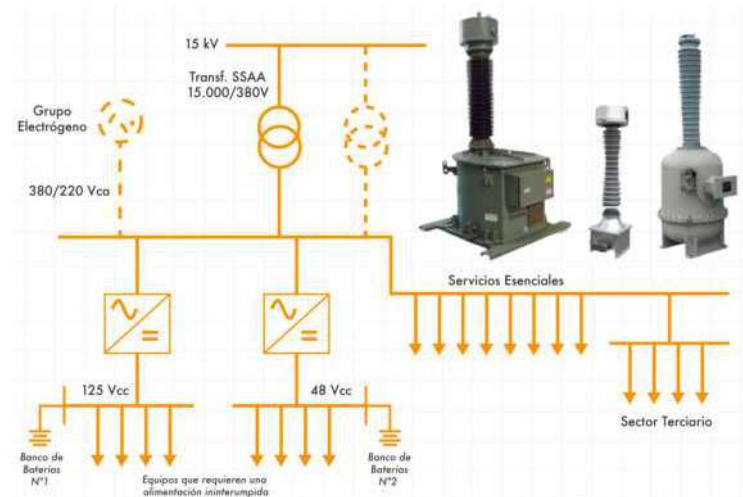 15 kV
Transf. SSAA
15.000/380V
Grupo
Electrógeno
380/220 Vca
Servicios Esenciales
125 Vcc
48 Vcc
Sector Terciario
Banco de
Baterías
N°1
Equipos que requieren una
alimentación ininterumpida
Banco de
Baterías
N°2